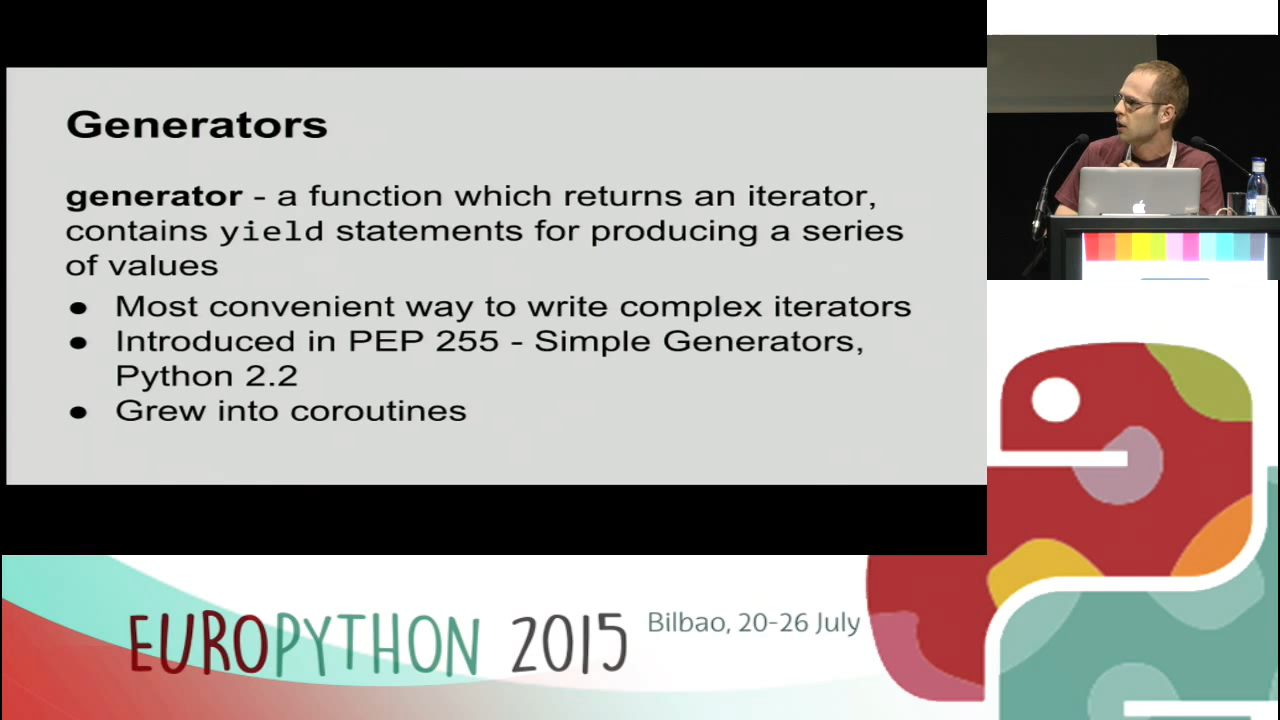 Generators
generator - a function which returns an iterator,
contains yield statements for producing a series
of values
● Most convenient way to write complex iterators
● Introduced in PEP 255 - Simple Generators,
Python 2.2
● Grew into coroutines
EUROPYTHON 2015 Bilbao, 20-26 July